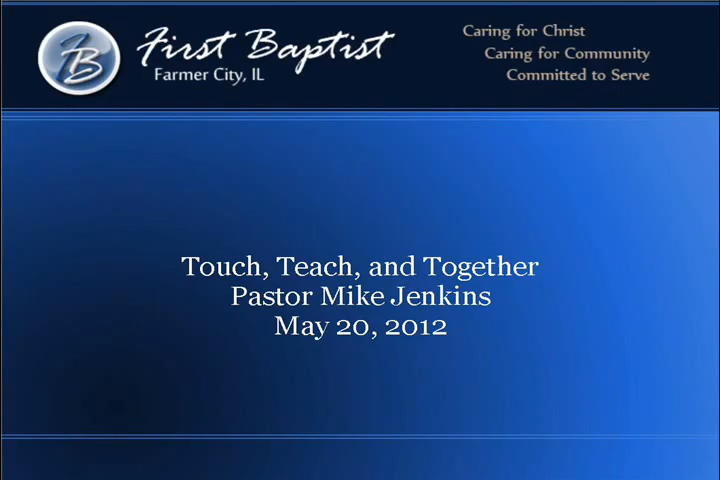 FB
First Baptist
Farmer City, IL
Caring for Christ
Caring for Community
Committed to Serve
Touch, Teach, and Together
Pastor Mike Jenkins
May 20, 2012